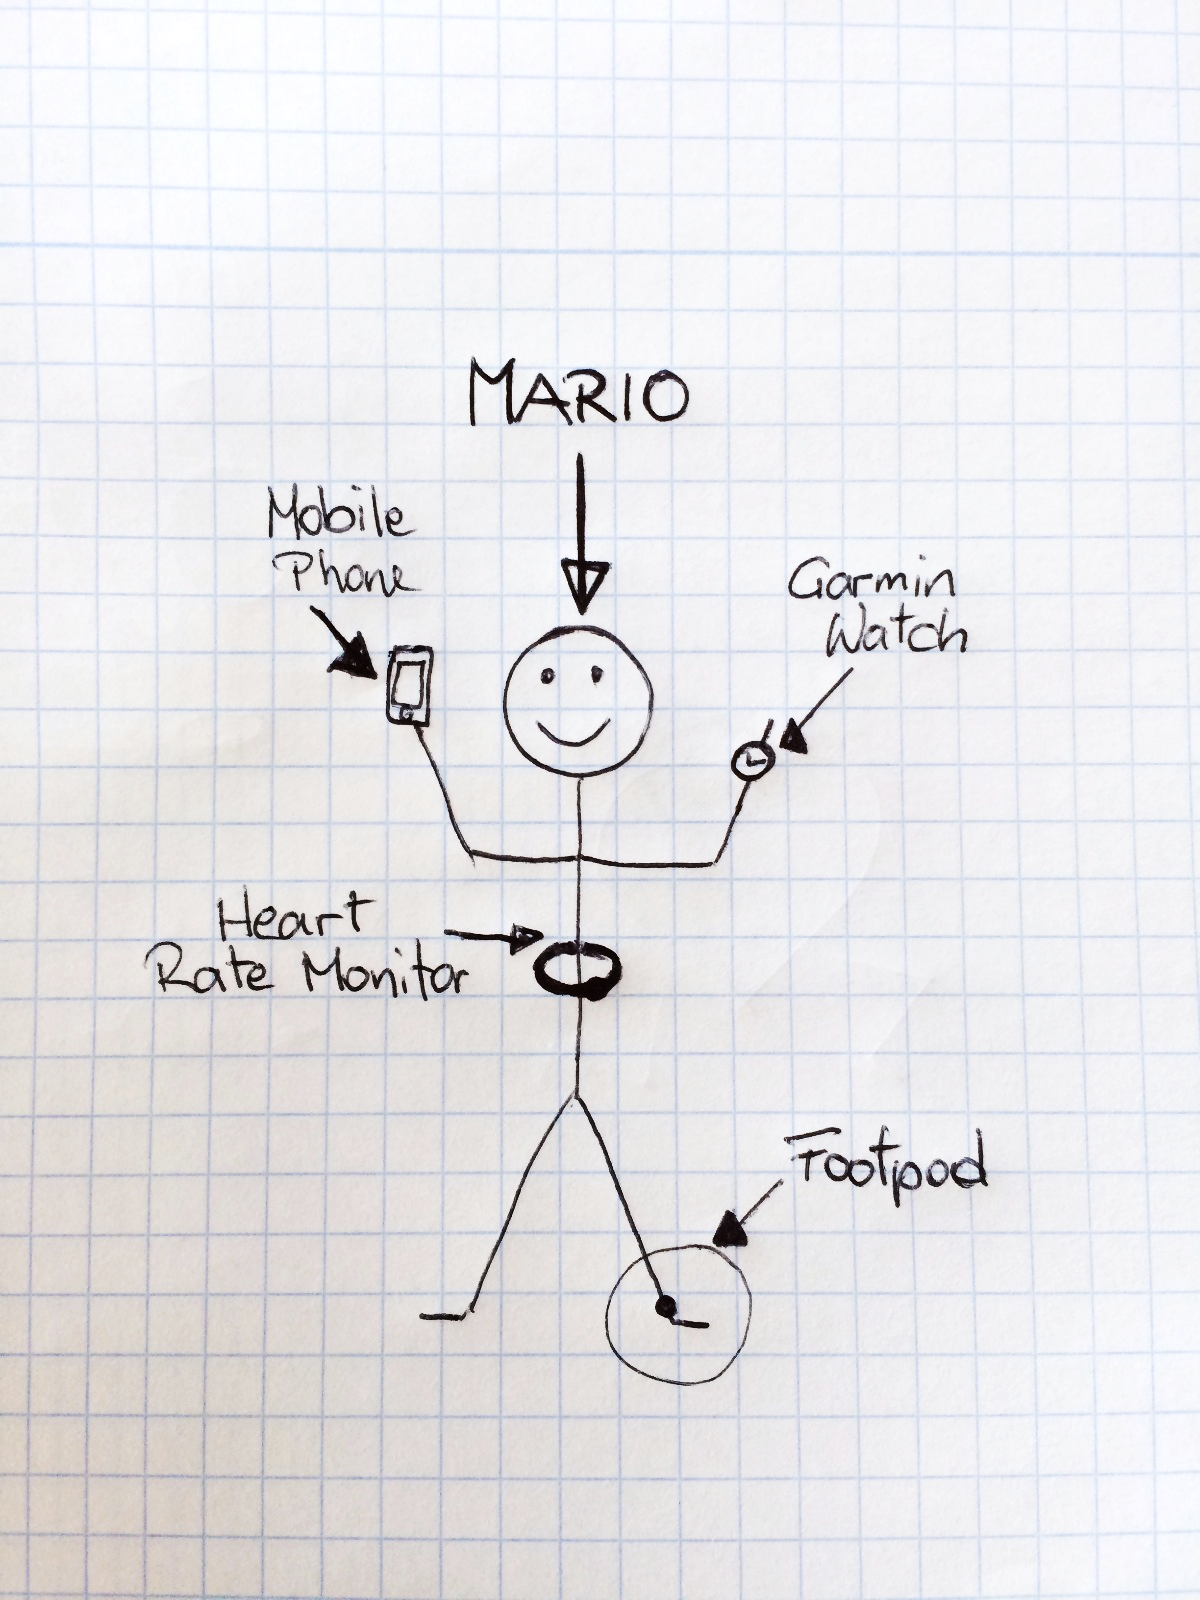 MARIO
Mobile
Phone
Garmin
Watch
Heart
Rate Monitor
Footpod